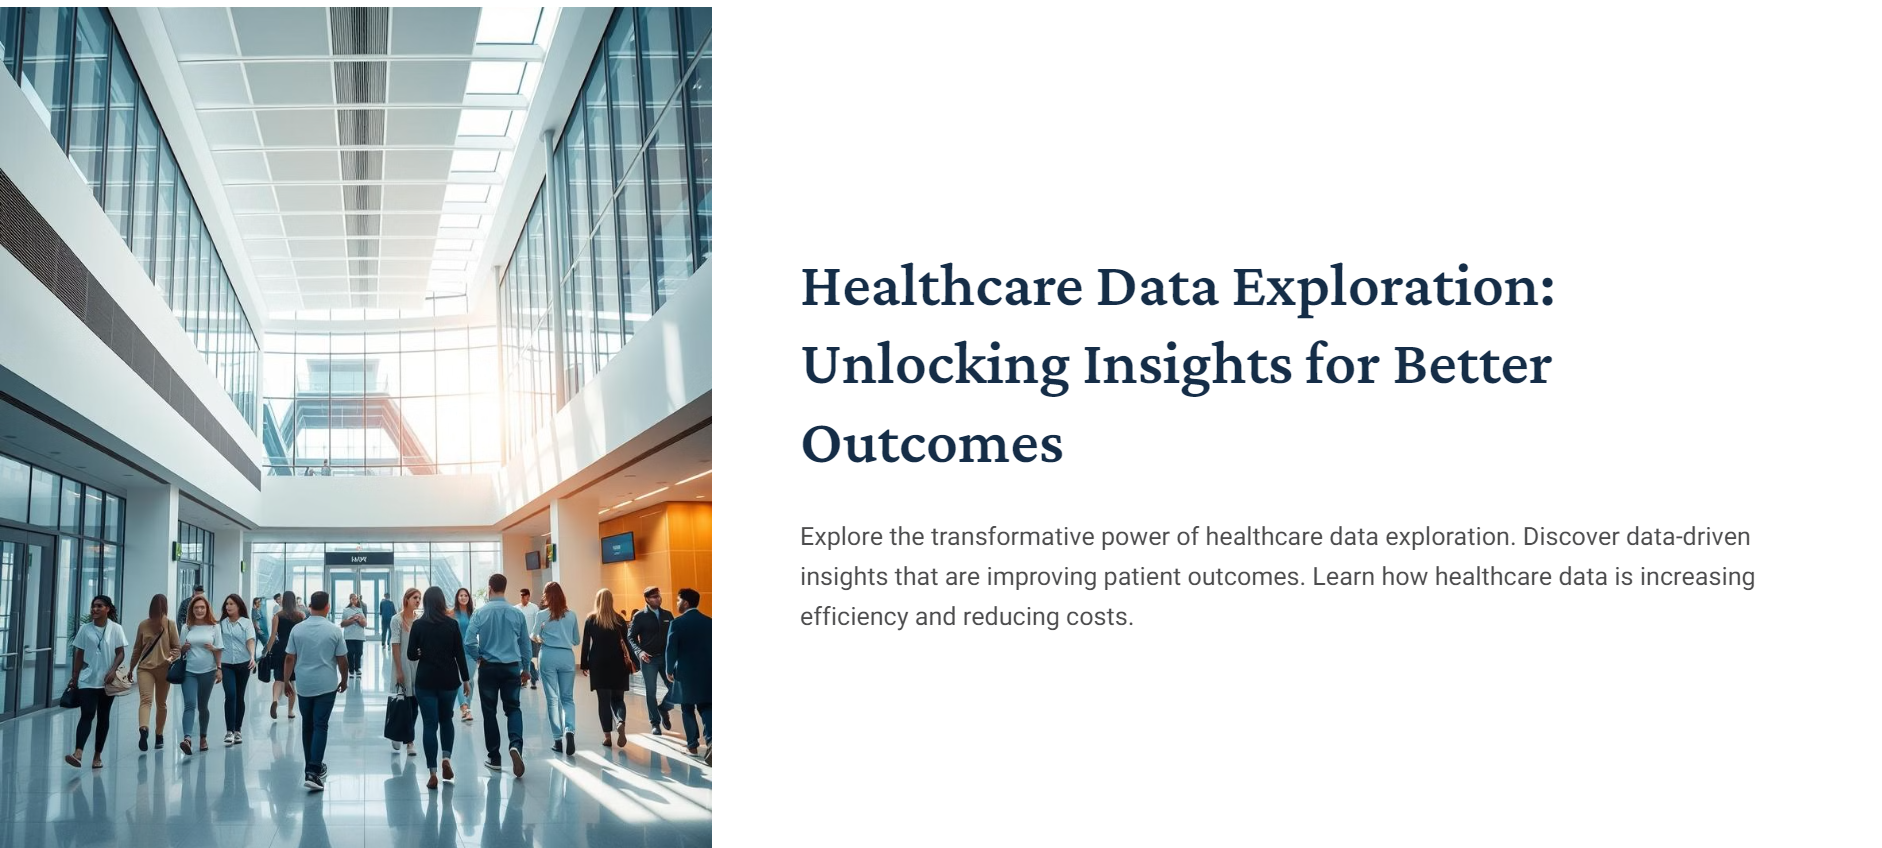 Healthcare Data Exploration:
Unlocking Insights for Better
Outcomes
Explore the transformative power of healthcare data exploration. Discover data-driven
insights that are improving patient outcomes. Learn how healthcare data is increasing
efficiency and reducing costs.